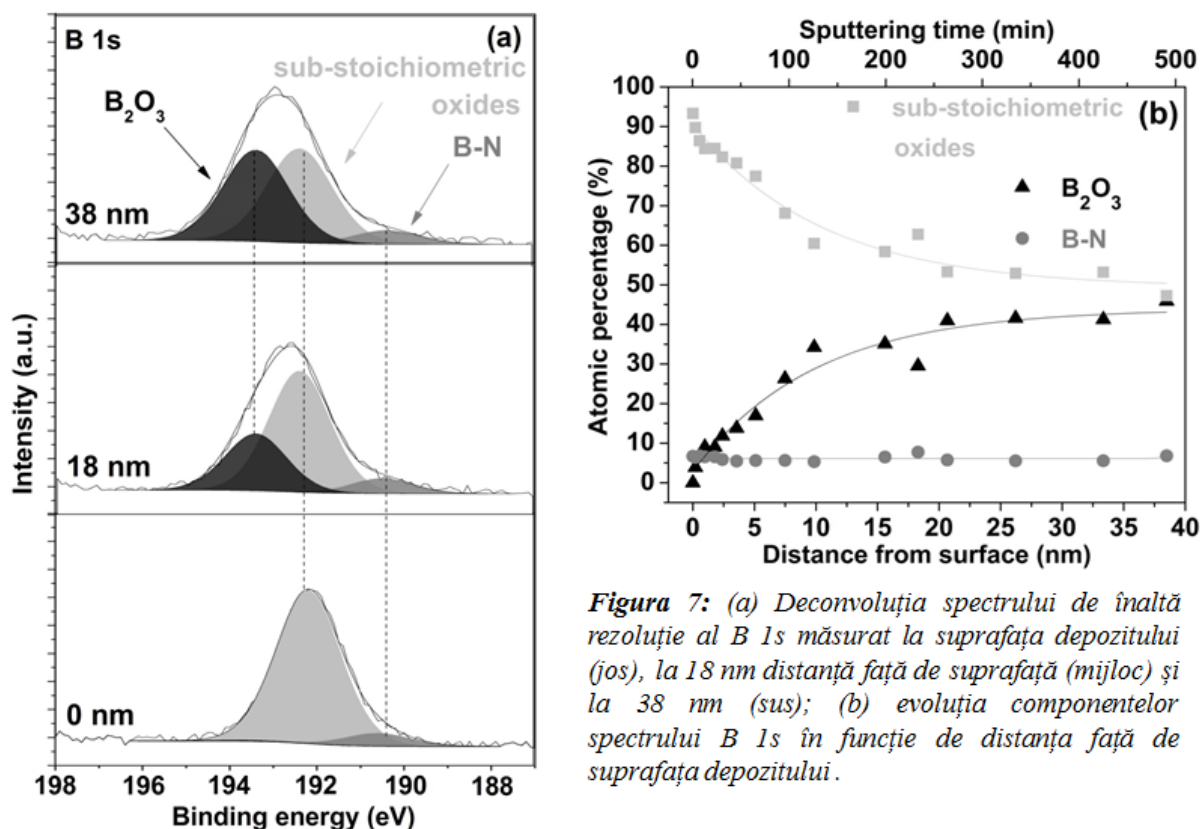 B 1s
(a)
sub-stoichiometric
oxides
B₂O₃
B-N
38 nm
18 nm
0 nm
Intensity (a.u.)
198 196 194 192 190 188
Binding energy (eV)
Sputtering time (min)
0 100 200 300 400 500
(b)
sub-stoichiometric
oxides
B₂O₃
B-N
Atomic percentage (%)
100
90
80
70
60
50
40
30
20
10
0
0 5 10 15 20 25 30 35 40
Distance from surface (nm)
Figura 7: (a) Deconvoluția spectrului de înaltă
rezoluție al B 1s măsurat la suprafața depozitului
(jos), la 18 nm distanță față de suprafață (mijloc) și
la 38 nm (sus); (b) evoluția componentelor
spectrului B 1s în funcție de distanța față de
suprafața depozitului.